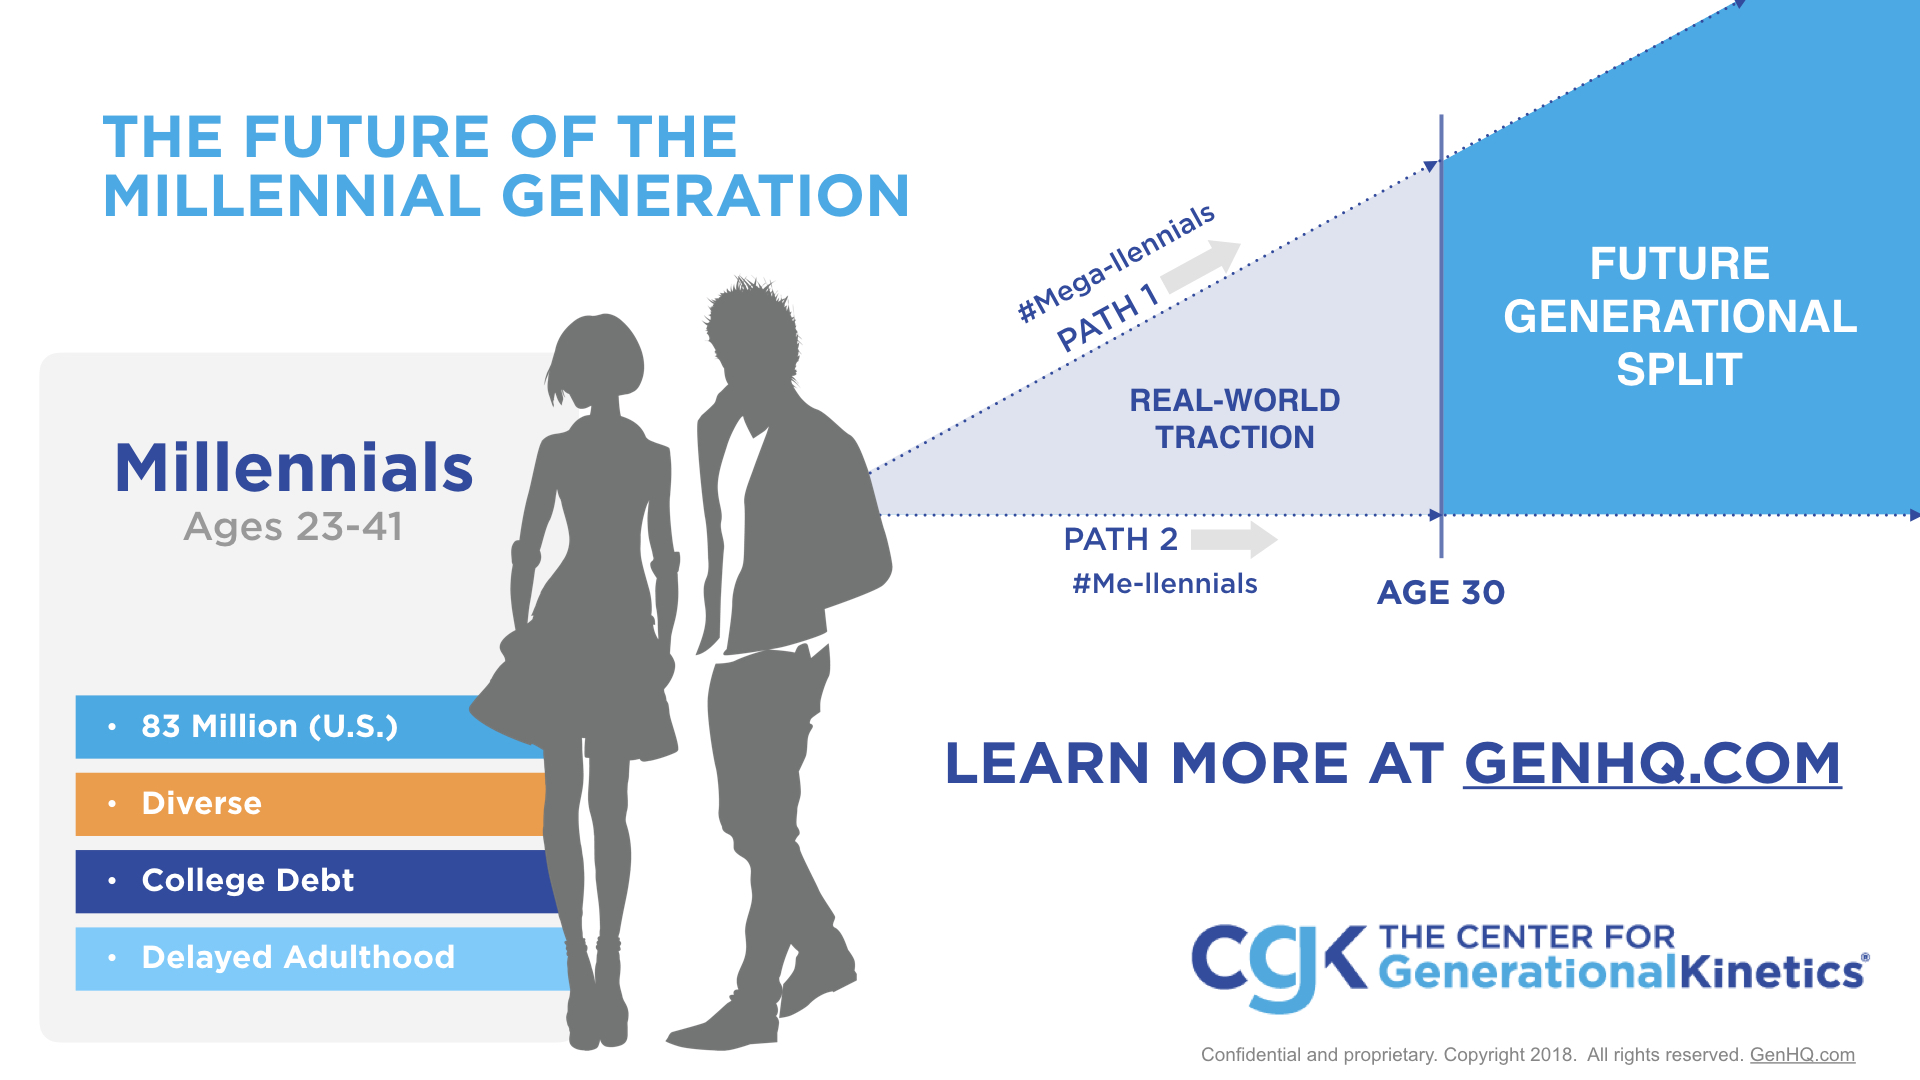 THE FUTURE OF THE
MILLENNIAL GENERATION
Millennials
Ages 23-41
• 83 Million (U.S.)
• Diverse
• College Debt
• Delayed Adulthood
#Mega-llennials
PATH 1
REAL-WORLD
TRACTION
PATH 2
#Me-llennials
AGE 30
FUTURE
GENERATIONAL
SPLIT
LEARN MORE AT GENHQ.COM
cgk THE CENTER FOR
GenerationalKinetics®
Confidential and proprietary. Copyright 2018. All rights reserved. GenHQ.com